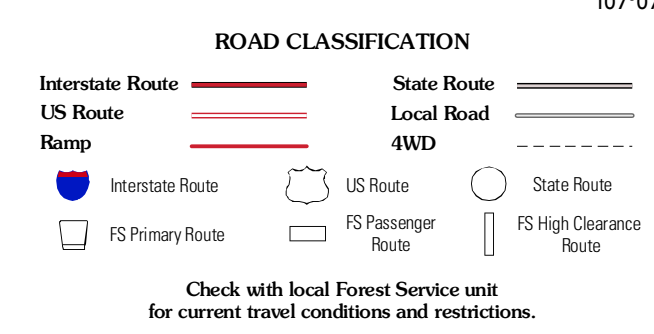 ROAD CLASSIFICATION
Interstate Route
State Route
US Route
Local Road
Ramp
4WD
Interstate Route
US Route
State Route
FS Primary Route
FS Passenger
Route
FS High Clearance
Route
Check with local Forest Service unit
for current travel conditions and restrictions.